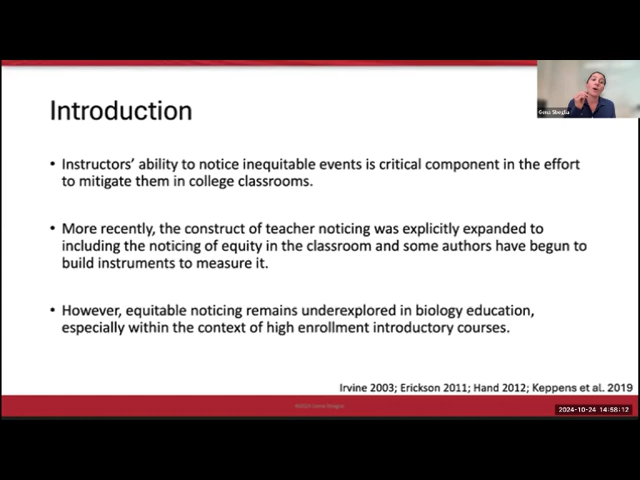 Introduction
Gena Sbeglia
• Instructors' ability to notice inequitable events is critical component in the effort
to mitigate them in college classrooms.
• More recently, the construct of teacher noticing was explicitly expanded to
including the noticing of equity in the classroom and some authors have begun to
build instruments to measure it.
• However, equitable noticing remains underexplored in biology education,
especially within the context of high enrollment introductory courses.
Irvine 2003; Erickson 2011; Hand 2012; Keppens et al. 2019
2024-10-24 14:58:12